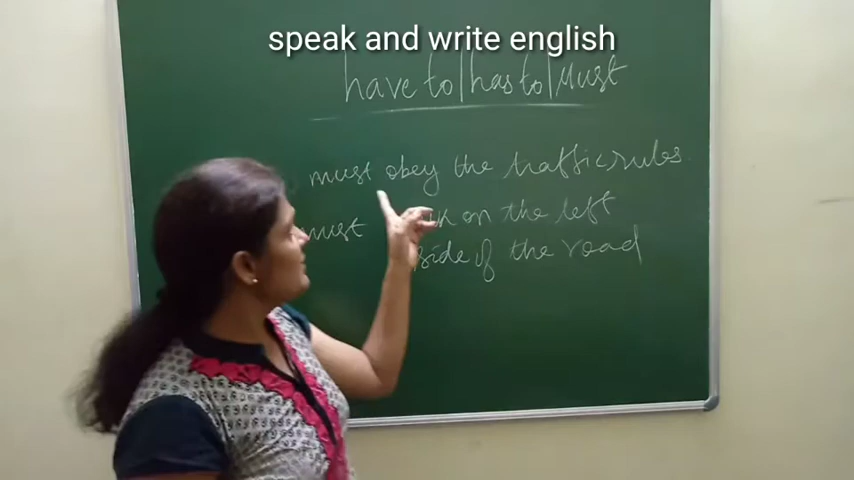 speak and write english
have to|has to|Must
must obey the traffic rules.
must on the left
side of the road